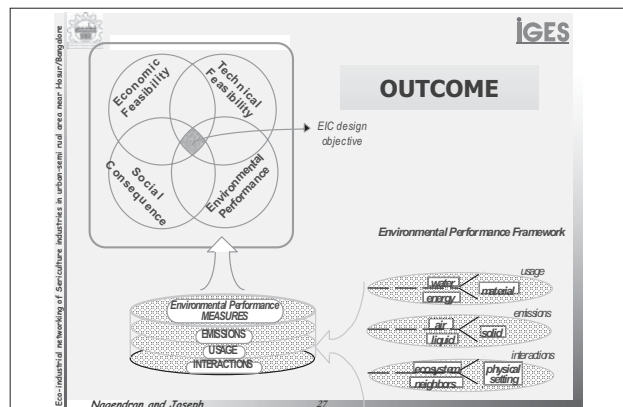 Eco-industrial networking of Sericulture industries in urban-semi rual area near Hosur/Bangalore
İGES
OUTCOME
Economic
Feasibility
Technical
Feasibility
EIC design
objective
Social
Consequence
Environmental
Performance
Environmental Performance Framework
Environmental Performance
MEASURES
EMISSIONS
USAGE
INTERACTIONS
usage
water
energy
material
emissions
air
liquid
solid
interactions
ecosystem
neighbors
physical
setting
Nagendran and Joseph 27